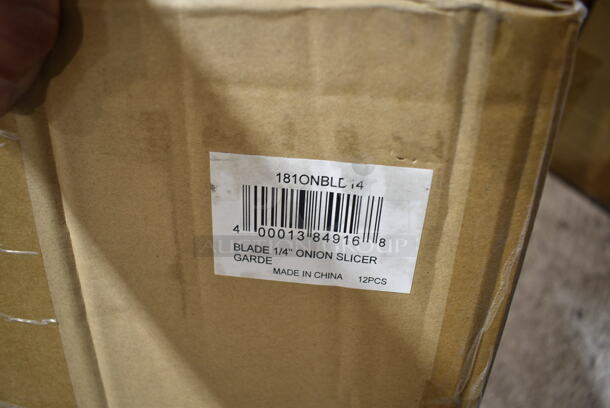 181ONBLD14
4 00013 84916 8
BLADE 1/4" ONION SLICER
GARDE
MADE IN CHINA 12PCS